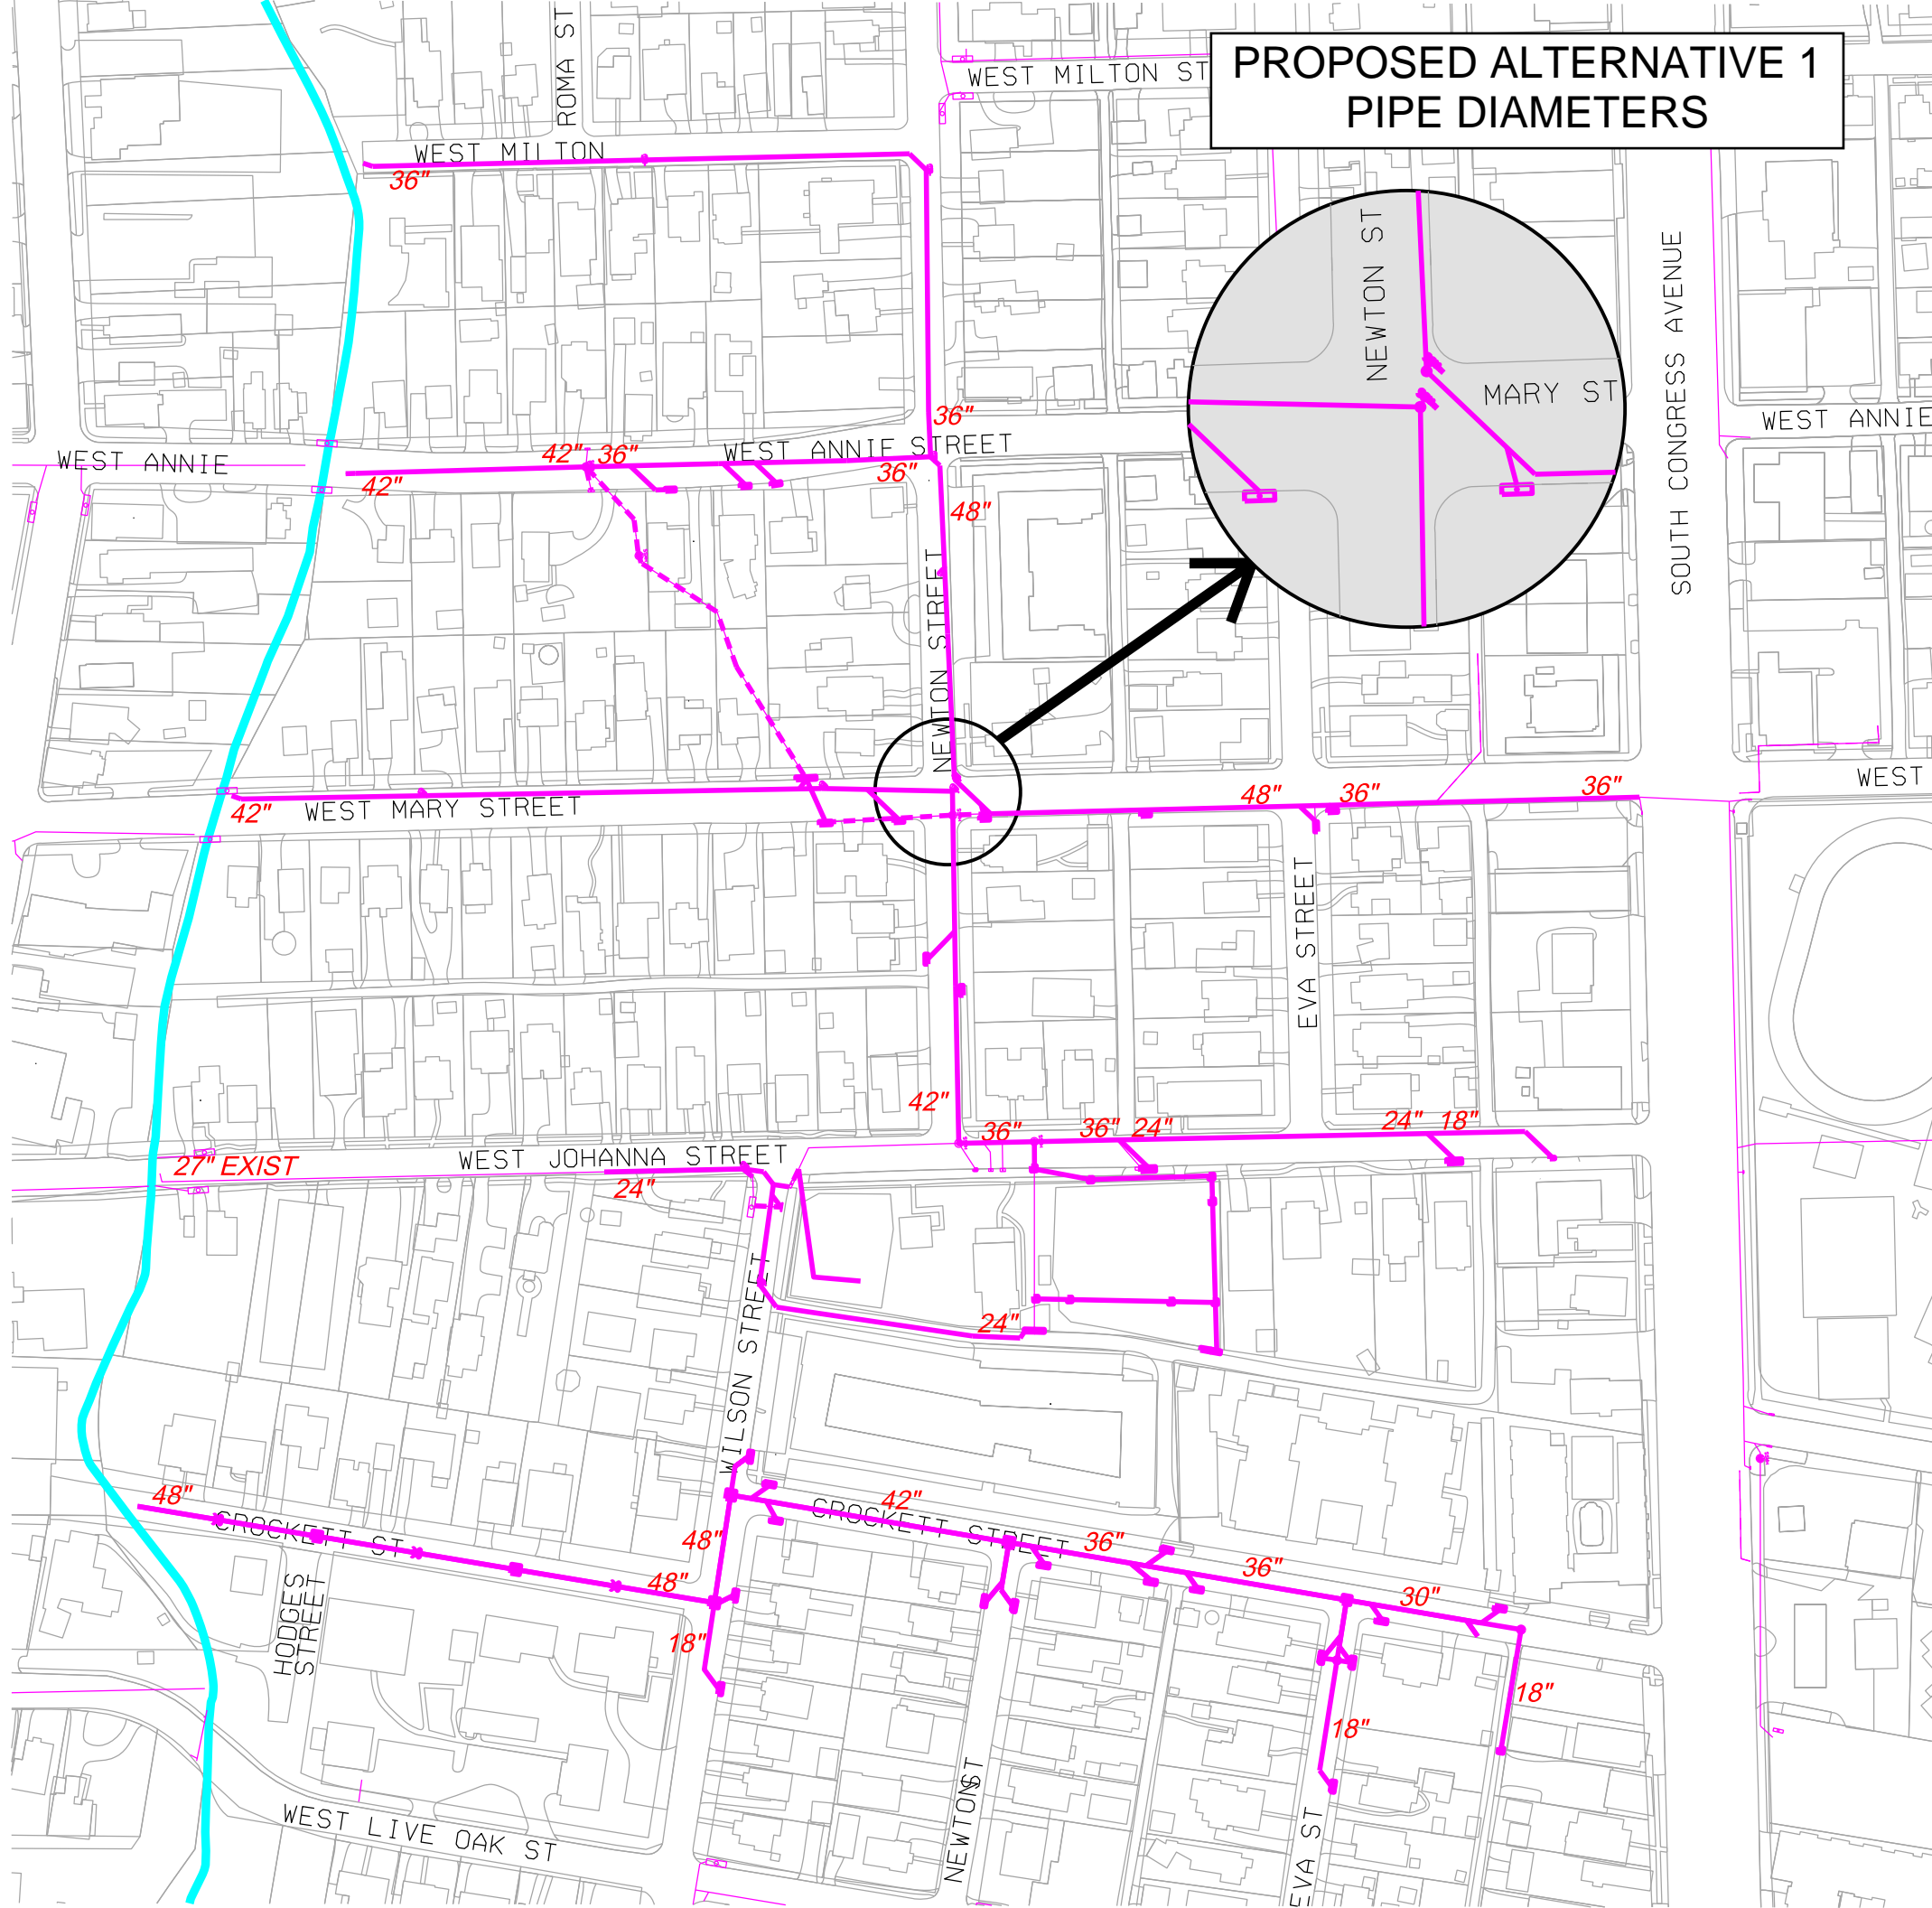 ROMA ST
WEST MILTON ST
PROPOSED ALTERNATIVE 1
PIPE DIAMETERS
WEST MILTON
36"
NEWTON ST
MARY ST
SOUTH CONGRESS AVENUE
36"
WEST ANNIE
WEST ANNIE STREET
42" 36"
WEST ANNIE
42"
36"
48"
NEWTON STREET
WEST
42"
WEST MARY STREET
48"
36"
36"
EVA STREET
42"
36"
36" 24"
24" 18"
27" EXIST
WEST JOHANNA STREET
24"
WILSON STREET
24"
48"
CROCKETT ST
42"
CROCKETT STREET
48"
36"
36"
48"
30"
HODGES
STREET
18"
18"
18"
NEWTON ST
EVA ST
WEST LIVE OAK ST